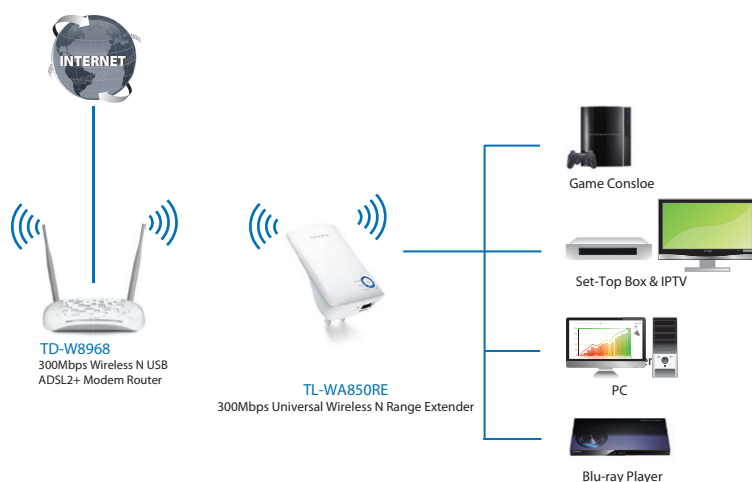 INTERNET
TD-W8968
300Mbps Wireless N USB
ADSL2+ Modem Router
TL-WA850RE
300Mbps Universal Wireless N Range Extender
Game Consloe
Set-Top Box & IPTV
PC
Blu-ray Player